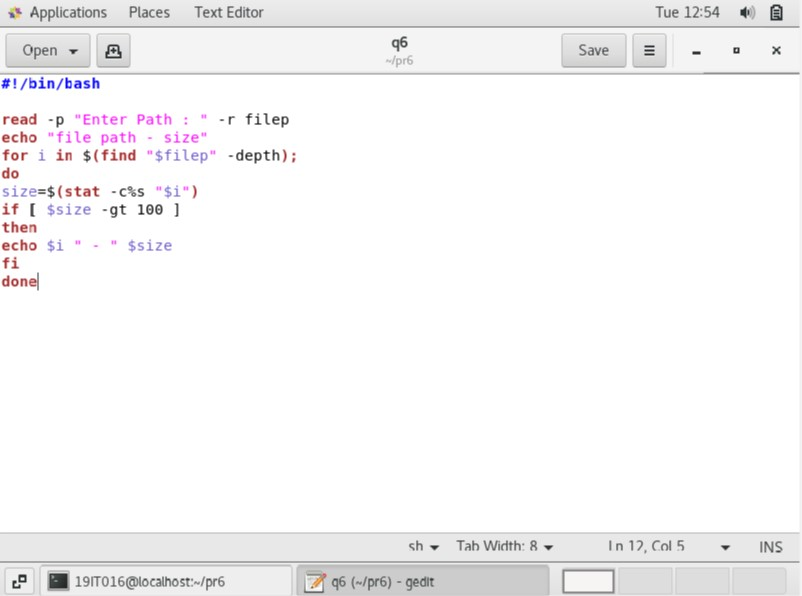 Applications Places Text Editor Tue 12:54
Open q6 Save
~/pr6
#!/bin/bash
read -p "Enter Path : " -r filep
echo "file path - size"
for i in $(find "$filep" -depth);
do
size=$(stat -c%s "$i")
if [ $size -gt 100 ]
then
echo $i " - " $size
fi
done
sh Tab Width: 8 Ln 12, Col 5 INS
19IT016@localhost:~/pr6 q6 (~/pr6) - gedit